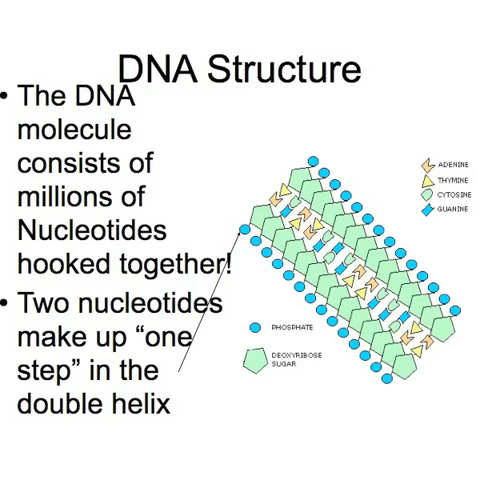 DNA Structure
• The DNA
molecule
consists of
millions of
Nucleotides
hooked together!
• Two nucleotides
make up “one
step” in the
double helix
ADENINE
THYMINE
CYTOSINE
GUANINE
PHOSPHATE
DEOXYRIBOSE
SUGAR